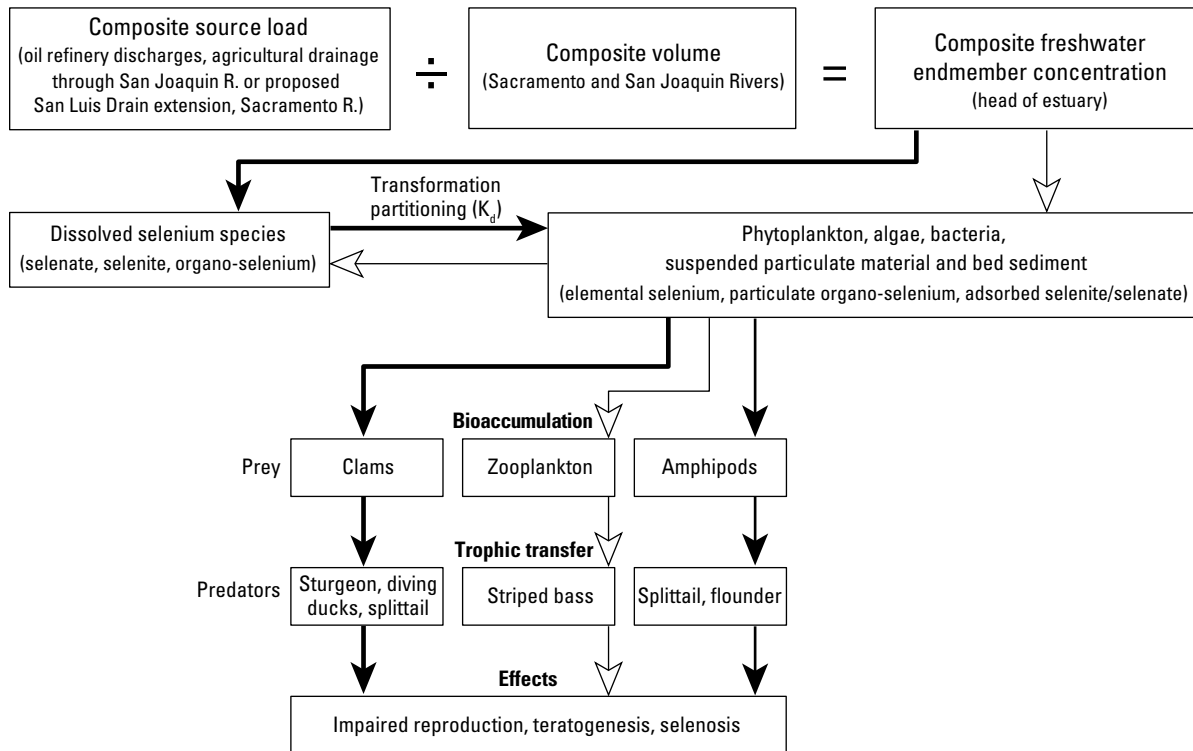 Composite source load
(oil refinery discharges, agricultural drainage
through San Joaquin R. or proposed
San Luis Drain extension, Sacramento R.)
÷
Composite volume
(Sacramento and San Joaquin Rivers)
=
Composite freshwater
endmember concentration
(head of estuary)
Transformation
partitioning (Kd)
Dissolved selenium species
(selenate, selenite, organo-selenium)
Phytoplankton, algae, bacteria,
suspended particulate material and bed sediment
(elemental selenium, particulate organo-selenium, adsorbed selenite/selenate)
Bioaccumulation
Prey
Clams
Zooplankton
Amphipods
Trophic transfer
Predators
Sturgeon, diving
ducks, splittail
Striped bass
Splittail, flounder
Effects
Impaired reproduction, teratogenesis, selenosis